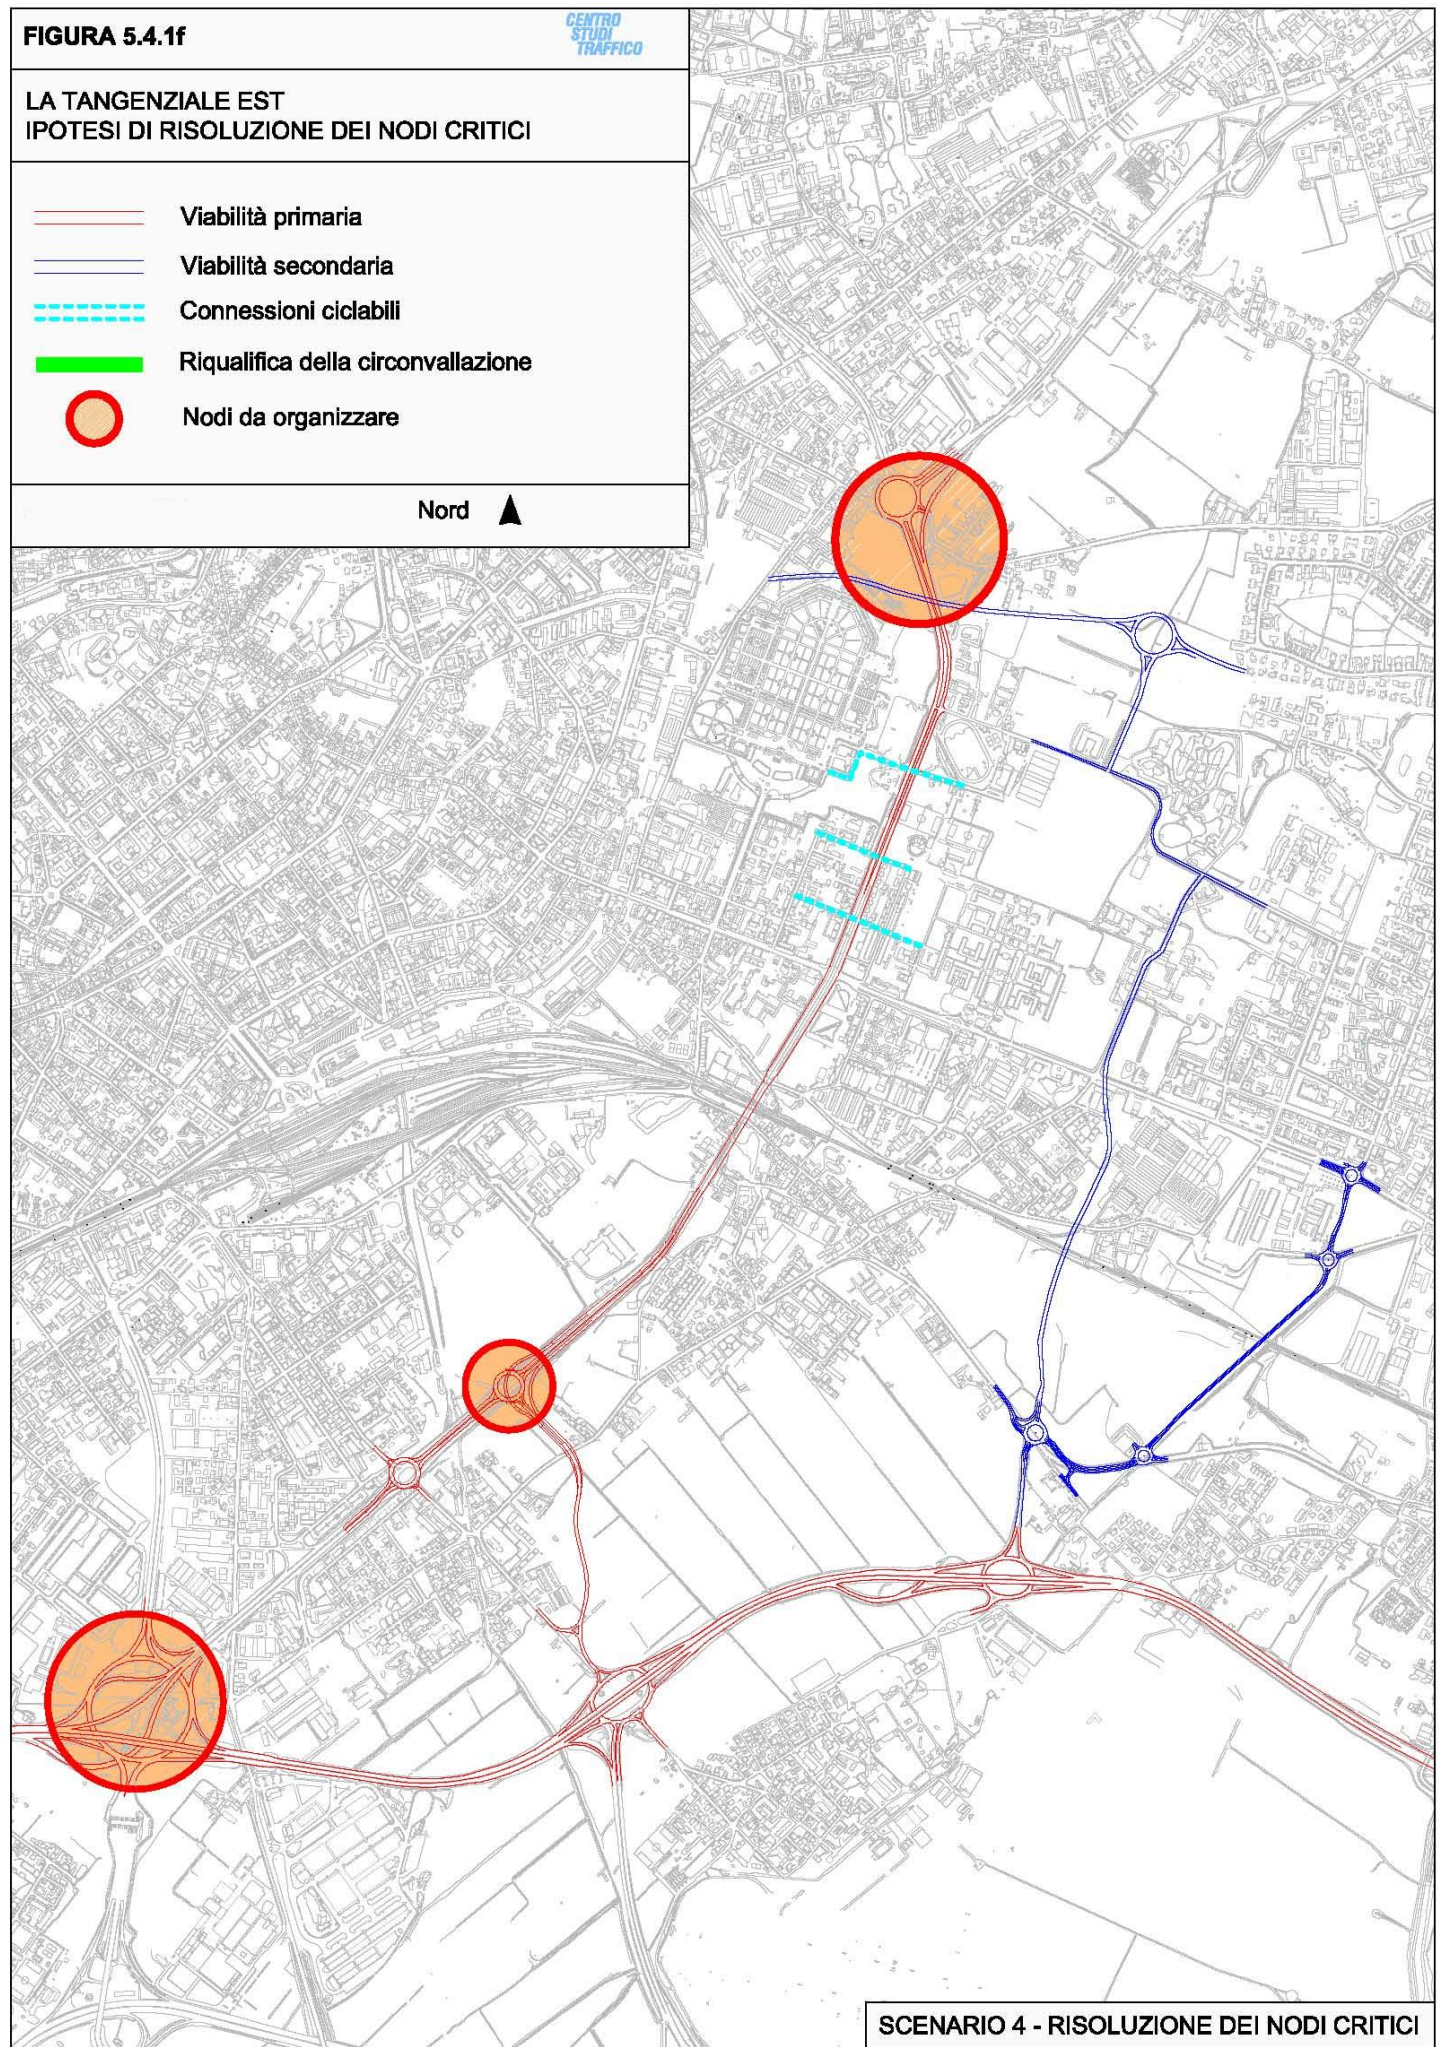 FIGURA 5.4.1f
CENTRO
STUDI
TRAFFICO
LA TANGENZIALE EST
IPOTESI DI RISOLUZIONE DEI NODI CRITICI
Viabilità primaria
Viabilità secondaria
Connessioni ciclabili
Riqualifica della circonvallazione
Nodi da organizzare
Nord
SCENARIO 4 - RISOLUZIONE DEI NODI CRITICI